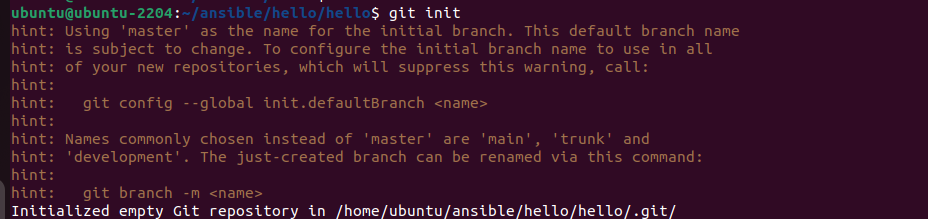 ubuntu@ubuntu-2204:~/ansible/hello/hello$ git init
hint: Using 'master' as the name for the initial branch. This default branch name
hint: is subject to change. To configure the initial branch name to use in all
hint: of your new repositories, which will suppress this warning, call:
hint:
hint:   git config --global init.defaultBranch <name>
hint:
hint: Names commonly chosen instead of 'master' are 'main', 'trunk' and
hint: 'development'. The just-created branch can be renamed via this command:
hint:
hint:   git branch -m <name>
Initialized empty Git repository in /home/ubuntu/ansible/hello/hello/.git/